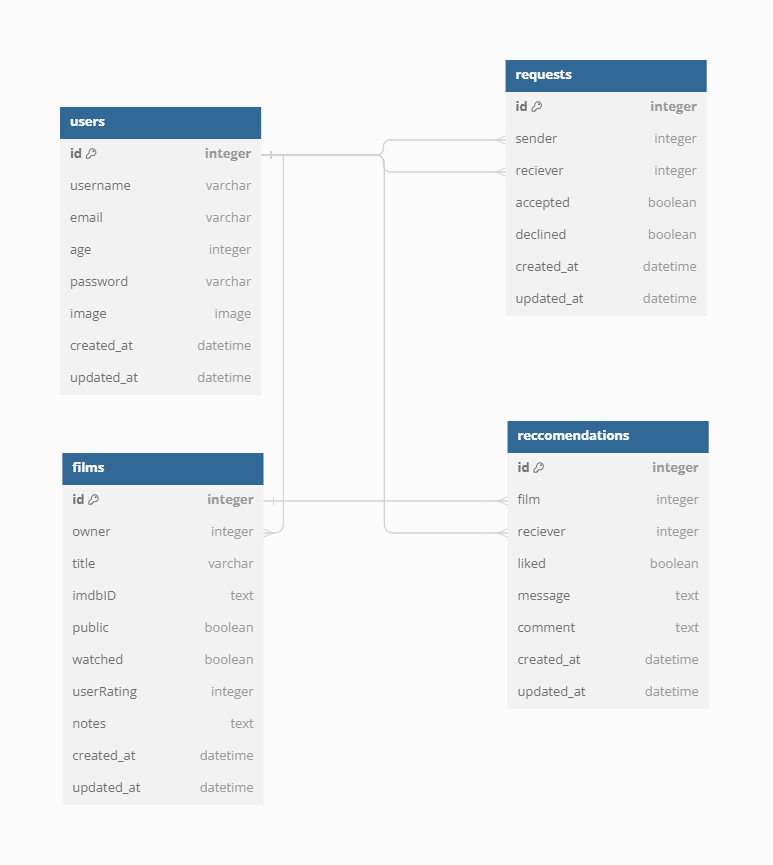 users
id integer
username varchar
email varchar
age integer
password varchar
image image
created_at datetime
updated_at datetime
requests
id integer
sender integer
reciever integer
accepted boolean
declined boolean
created_at datetime
updated_at datetime
films
id integer
owner integer
title varchar
imdbID text
public boolean
watched boolean
userRating integer
notes text
created_at datetime
updated_at datetime
reccomendations
id integer
film integer
reciever integer
liked boolean
message text
comment text
created_at datetime
updated_at datetime